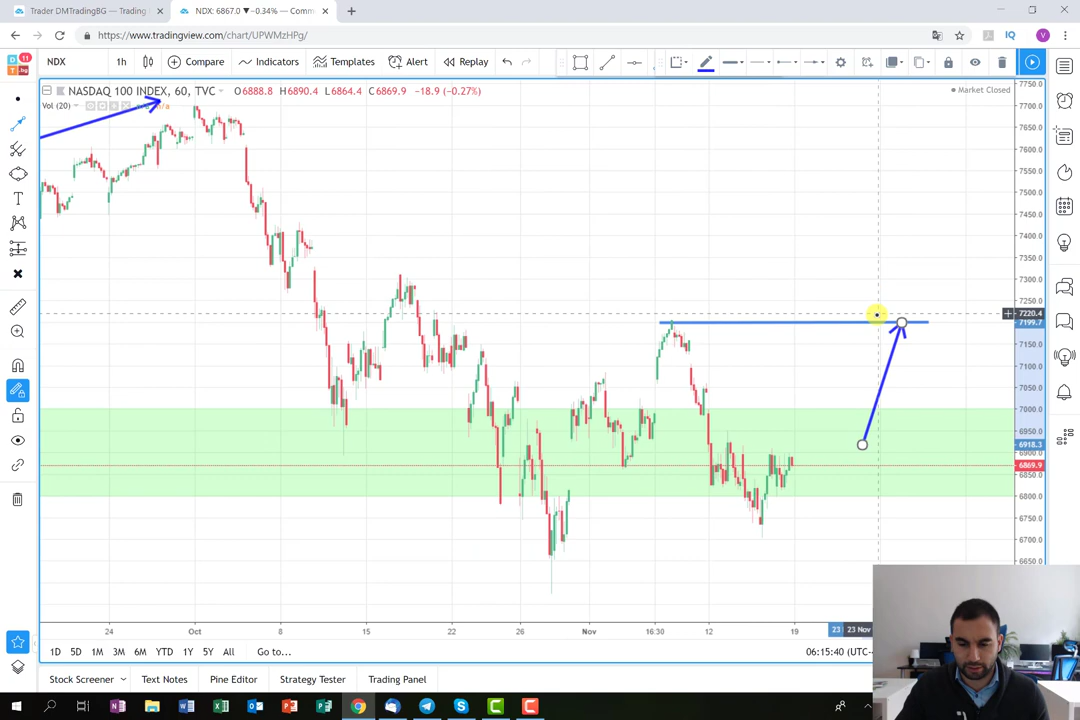 Trader DMTradingBG — Trading
NDX: 6867.0 ▼−0.34% — Comm
https://www.tradingview.com/chart/UPWMzHPg/
IQ
V
11
NDX
1h
Compare
Indicators
Templates
Alert
Replay
NASDAQ 100 INDEX, 60, TVC
O6888.8 H6890.4 L6864.4 C6869.9 −18.9 (−0.27%)
Market Closed
Vol (20)
n/a
7750.0
7700.0
7650.0
7600.0
7550.0
7500.0
7450.0
7400.0
7350.0
7300.0
7250.0
7220.4
7199.7
7150.0
7100.0
7050.0
7000.0
6950.0
6918.3
6900.0
6869.9
6850.0
6800.0
6750.0
6700.0
6650.0
24
Oct
8
15
22
26
Nov
16:30
12
19
23
23 Nov
1D 5D 1M 3M 6M YTD 1Y 5Y All Go to...
06:15:40 (UTC-
Stock Screener
Text Notes
Pine Editor
Strategy Tester
Trading Panel